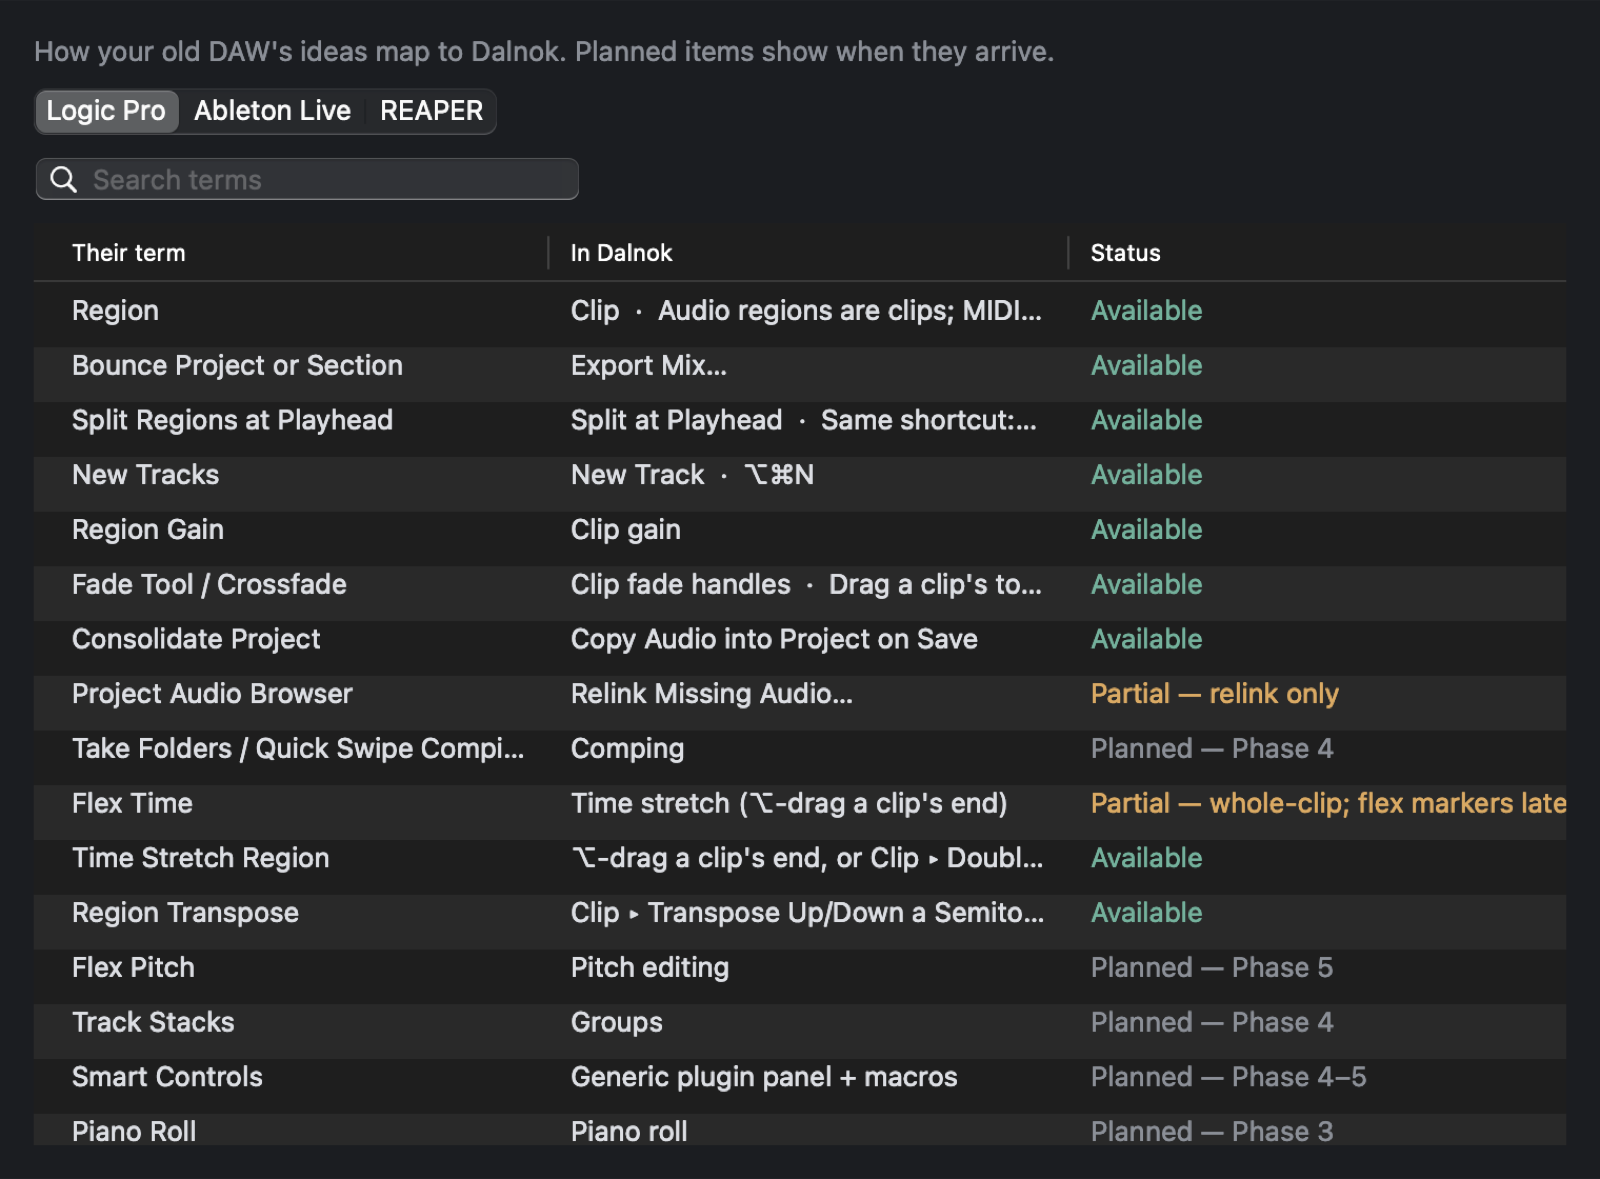 How your old DAW's ideas map to Dalnok. Planned items show when they arrive.
Logic Pro Ableton Live REAPER
Search terms
Their term In Dalnok Status
Region Clip · Audio regions are clips; MIDI... Available
Bounce Project or Section Export Mix... Available
Split Regions at Playhead Split at Playhead · Same shortcut:... Available
New Tracks New Track · ⌥⌘N Available
Region Gain Clip gain Available
Fade Tool / Crossfade Clip fade handles · Drag a clip's to... Available
Consolidate Project Copy Audio into Project on Save Available
Project Audio Browser Relink Missing Audio... Partial — relink only
Take Folders / Quick Swipe Compi... Comping Planned — Phase 4
Flex Time Time stretch (⌥-drag a clip's end) Partial — whole-clip; flex markers late
Time Stretch Region ⌥-drag a clip's end, or Clip ▸ Doubl... Available
Region Transpose Clip ▸ Transpose Up/Down a Semito... Available
Flex Pitch Pitch editing Planned — Phase 5
Track Stacks Groups Planned — Phase 4
Smart Controls Generic plugin panel + macros Planned — Phase 4–5
Piano Roll Piano roll Planned — Phase 3